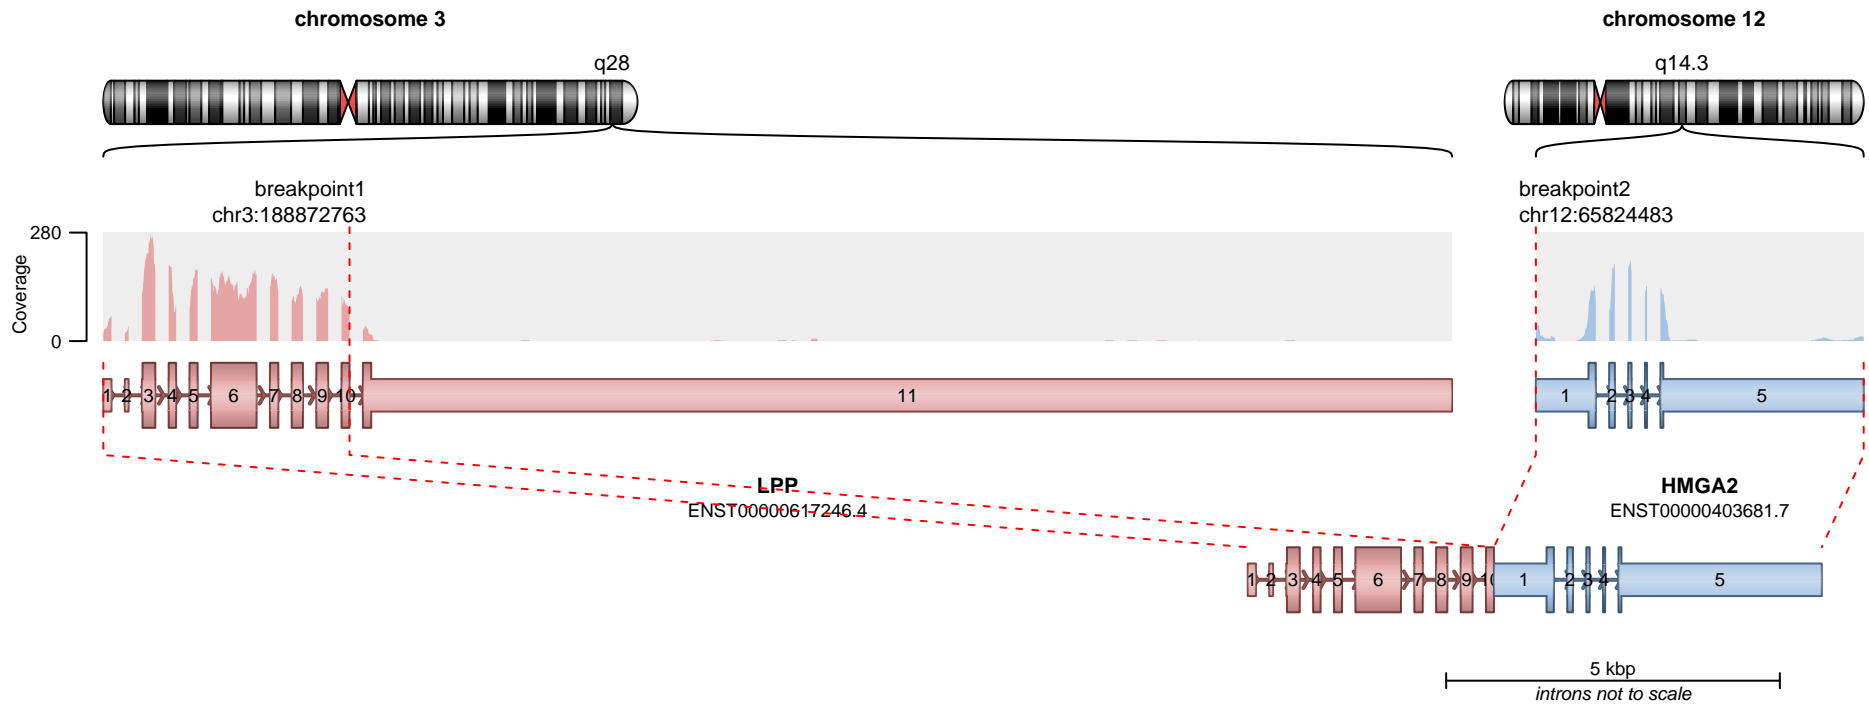 chromosome 3
chromosome 12
q28
q14.3
breakpoint1
chr3:188872763
breakpoint2
chr12:65824483
280
0
Coverage
1 2 3 4 5 6 7 8 9 10 11
1 2 3 4 5
LPP
ENST00000617246.4
HMGA2
ENST00000403681.7
1 2 3 4 5 6 7 8 9 10 1 2 3 4 5
5 kbp
introns not to scale